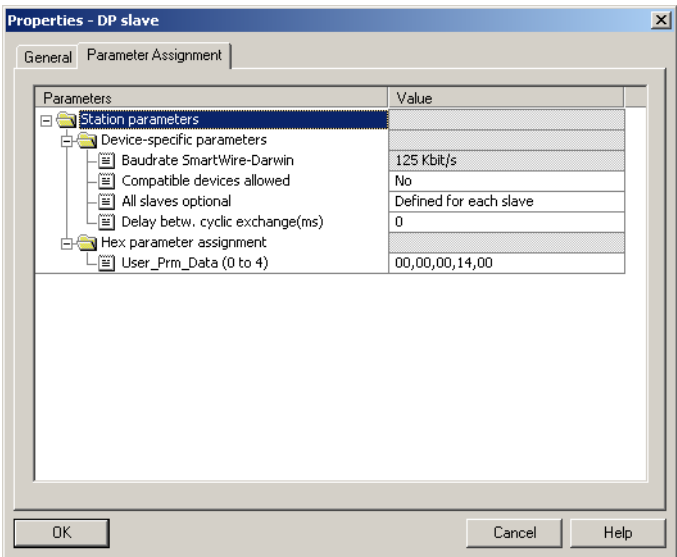 Properties - DP slave
General Parameter Assignment
Parameters Value
Station parameters
Device-specific parameters
Baudrate SmartWire-Darwin 125 Kbit/s
Compatible devices allowed No
All slaves optional Defined for each slave
Delay betw. cyclic exchange(ms) 0
Hex parameter assignment
User_Prm_Data (0 to 4) 00,00,00,14,00
OK Cancel Help